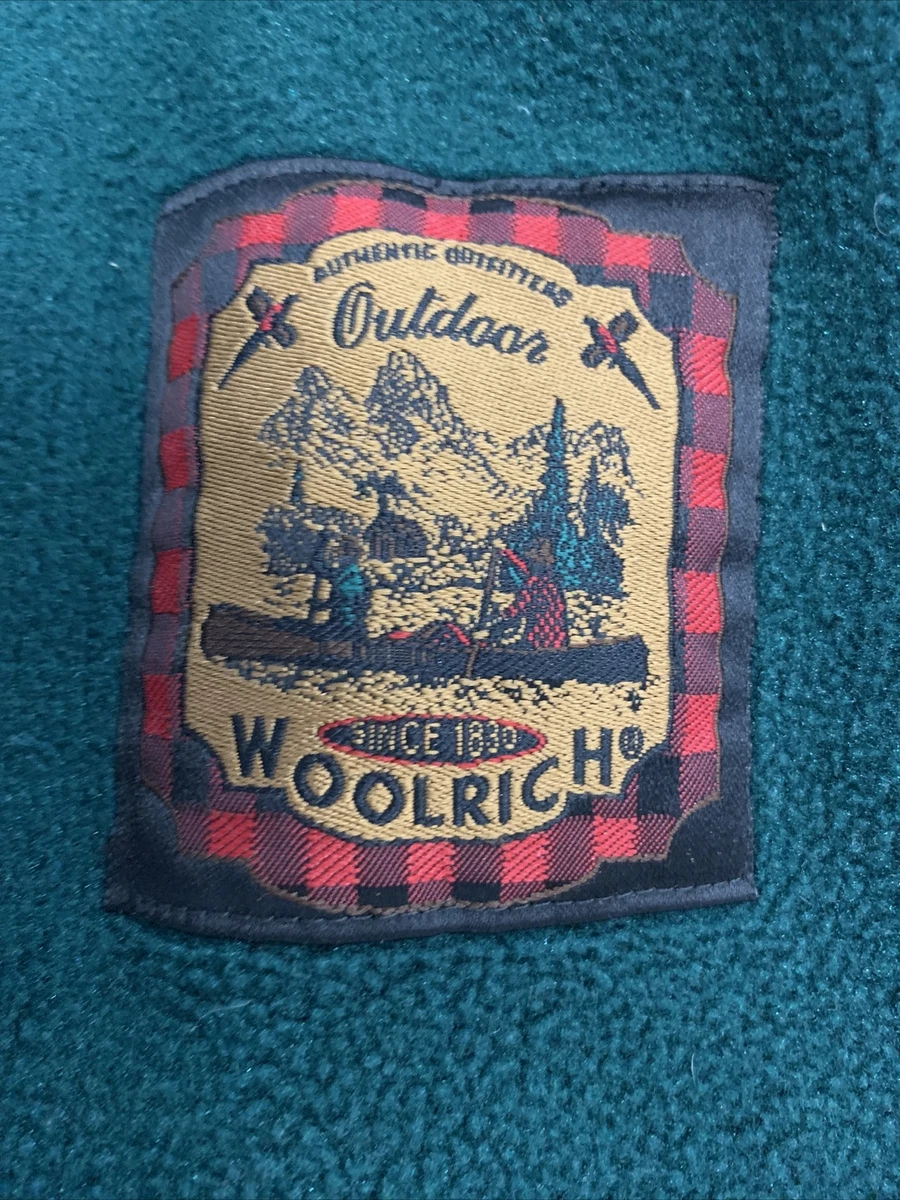 AUTHENTIC OUTFITTERS
Outdoor
SINCE 1830
WOOLRICH®